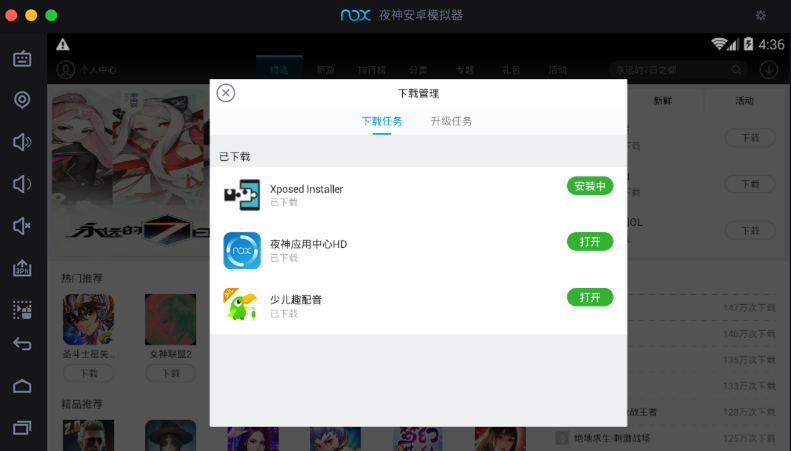 nox 夜神安卓模拟器
4:36
个人中心 精选 新游 排行榜 分类 专题 礼包 活动 永远的7日之都
下载管理
新鲜 活动
下载任务 升级任务
下载
已下载
Xposed Installer 安装中
已下载
下载
nox
夜神应用中心HD 打开
已下载
下载
永远的7日
热门推荐
少儿趣配音 打开
已下载
147万次下载
146万次下载
圣斗士星矢... 女神联盟2
135万次下载
下载 下载
133万次下载
精品推荐
战王者 128万次下载
5 绝地求生·刺激战场 125万次下载